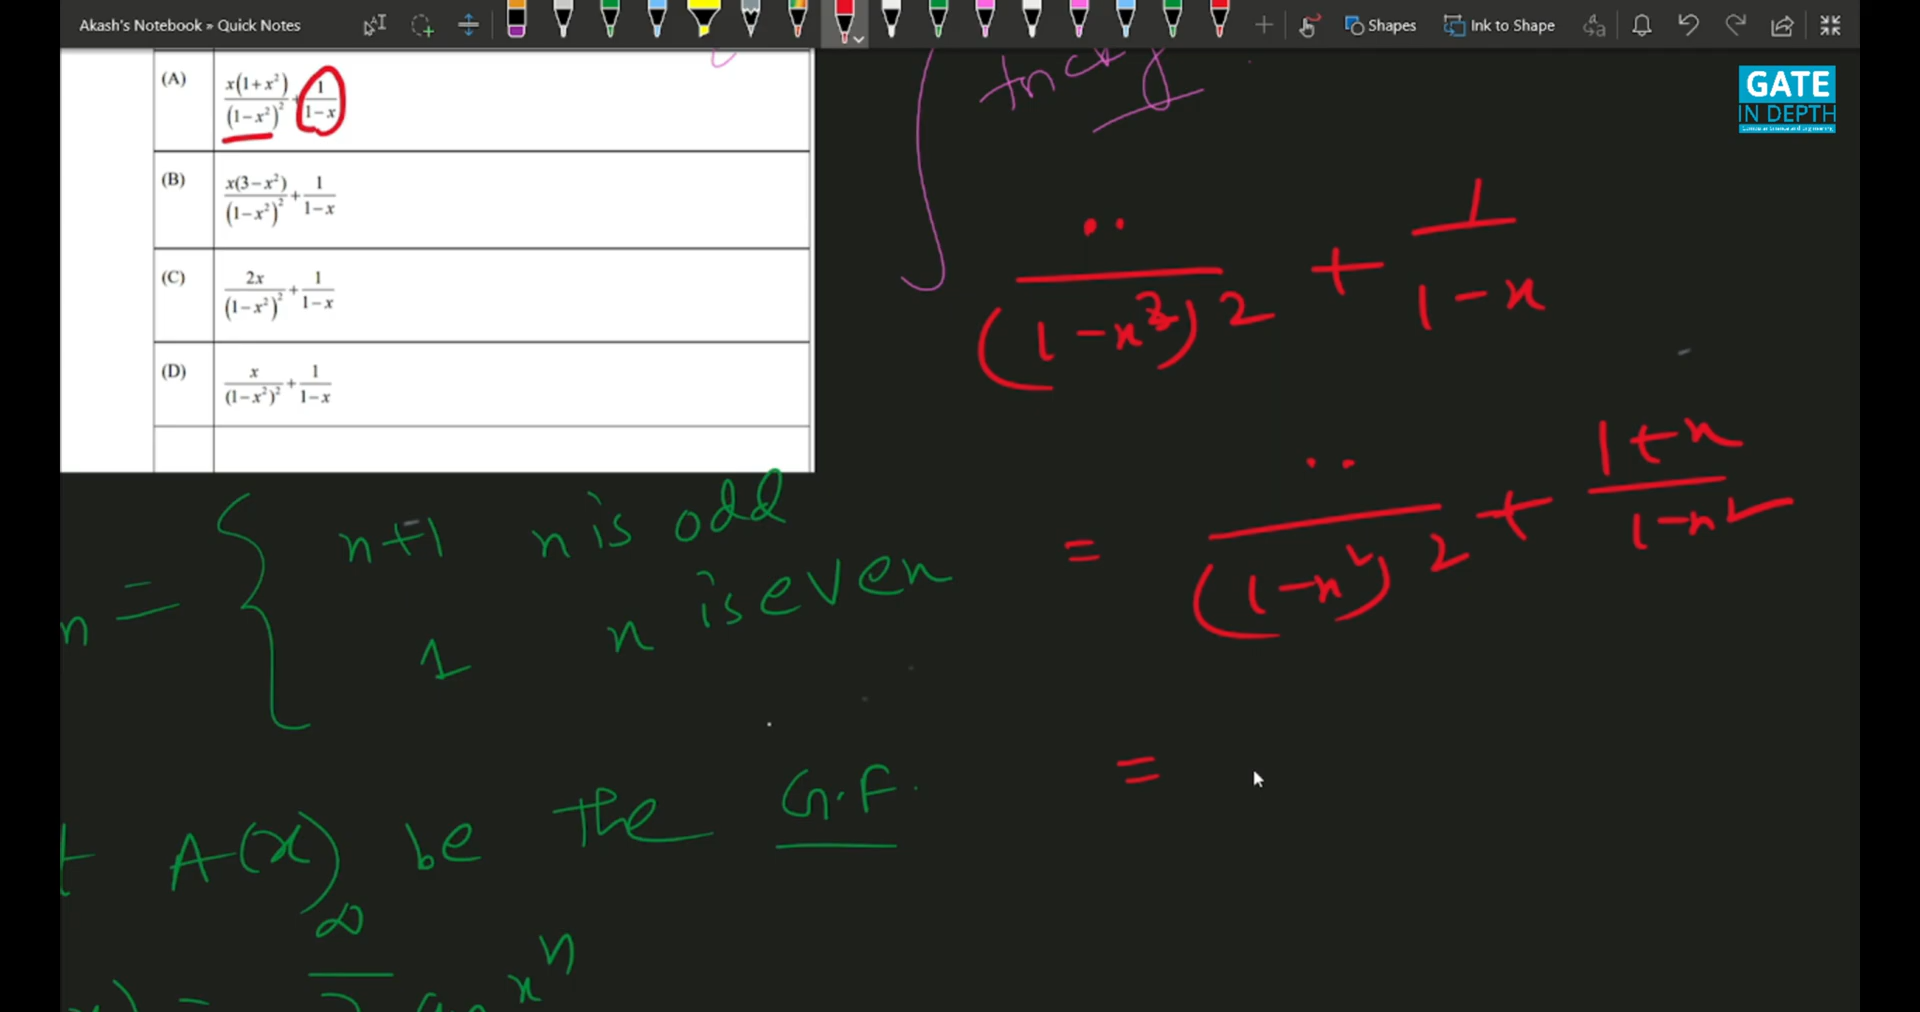 Akash's Notebook » Quick Notes
Shapes
Ink to Shape
GATE
IN DEPTH
(A) x(1+x²)/(1−x²)² + 1/(1−x)
(B) x(3−x²)/(1−x²)² + 1/(1−x)
(C) 2x/(1−x²)² + 1/(1−x)
(D) x/(1−x²)² + 1/(1−x)
../(1−x²)² + 1/(1−x)
= ../(1−x²)² + (1+x)/(1−x²)
=
n = { n+1 n is odd
1 n is even
A(x) be the G.F.
∞
xⁿ